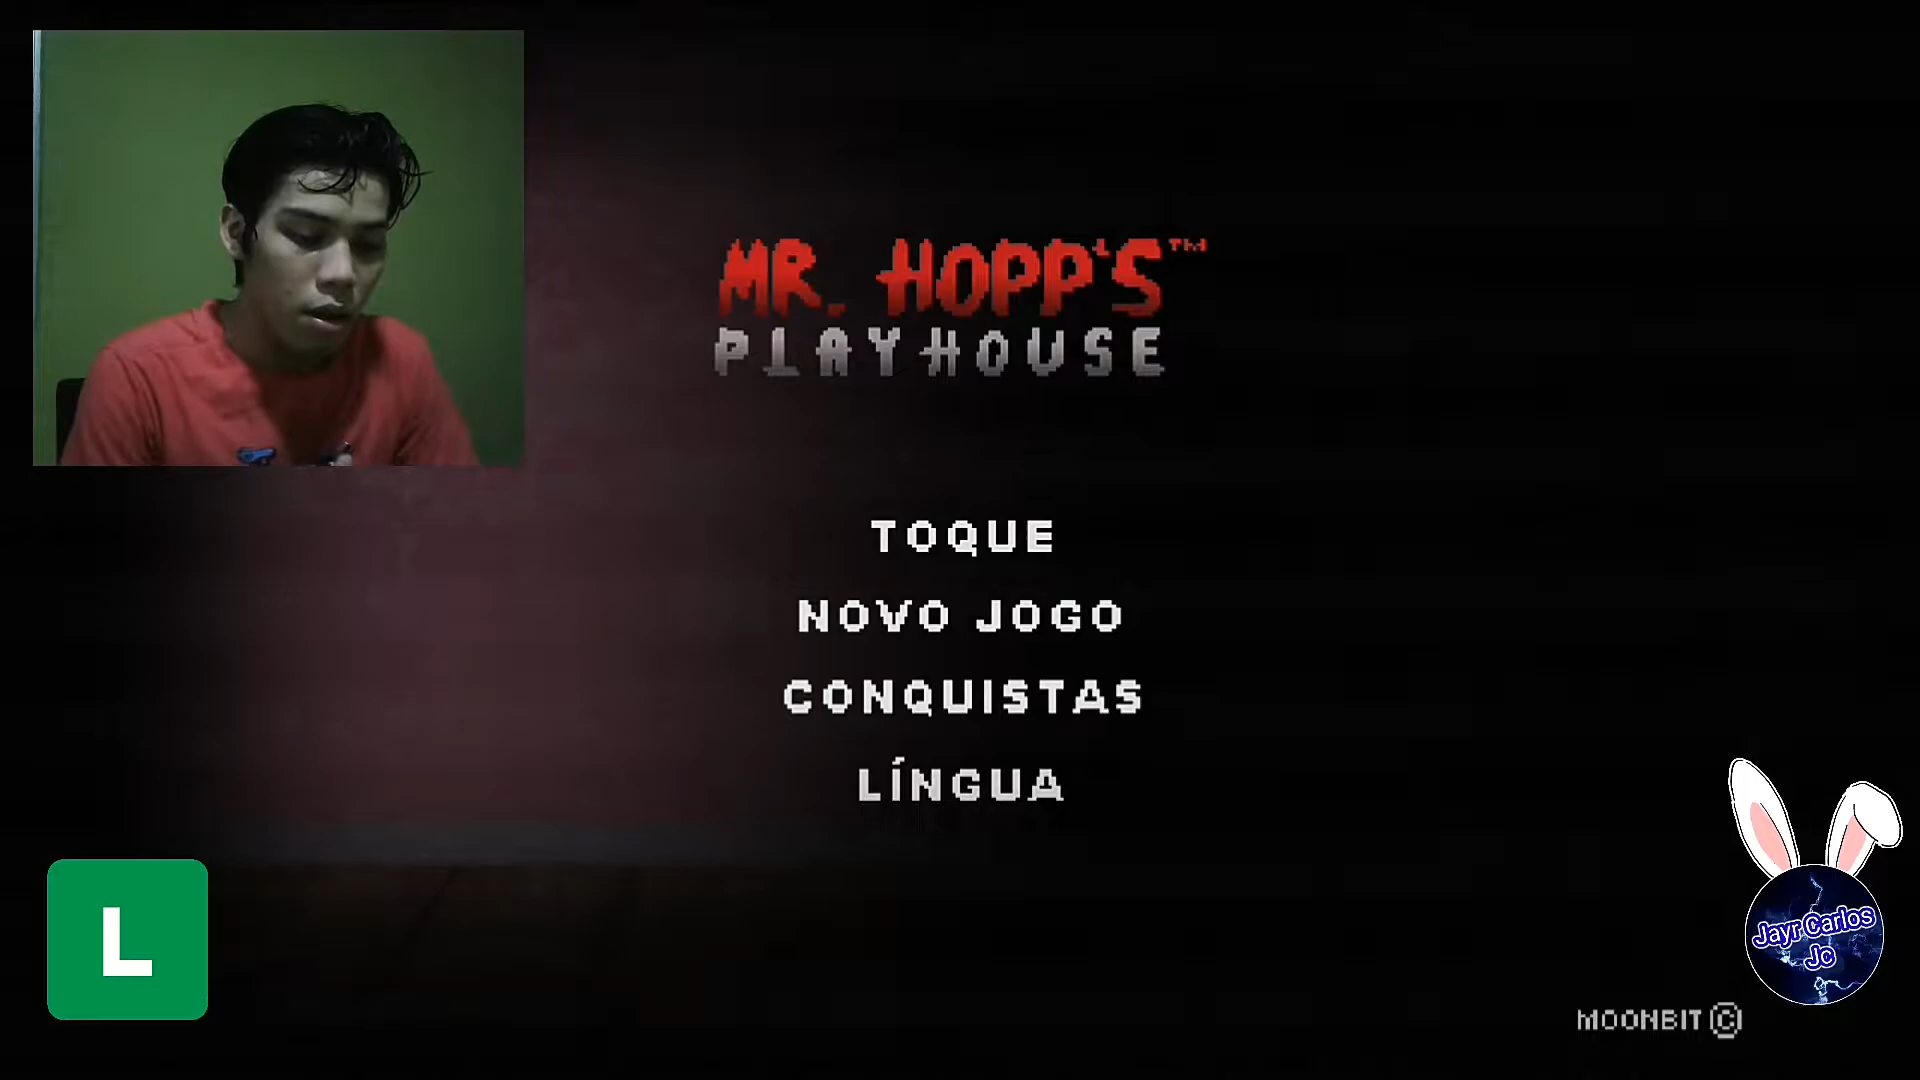 MR. HOPP'S™
PLAYHOUSE
TOQUE
NOVO JOGO
CONQUISTAS
LÍNGUA
L
Jayr Carlos
Jc
MOONBIT ©